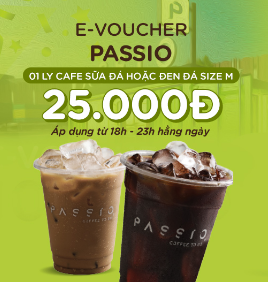 E-VOUCHER
PASSIO
01 LY CAFE SỮA ĐÁ HOẶC ĐEN ĐÁ SIZE M
25.000Đ
Áp dụng từ 18h - 23h hằng ngày
PASSIO
PASSIO